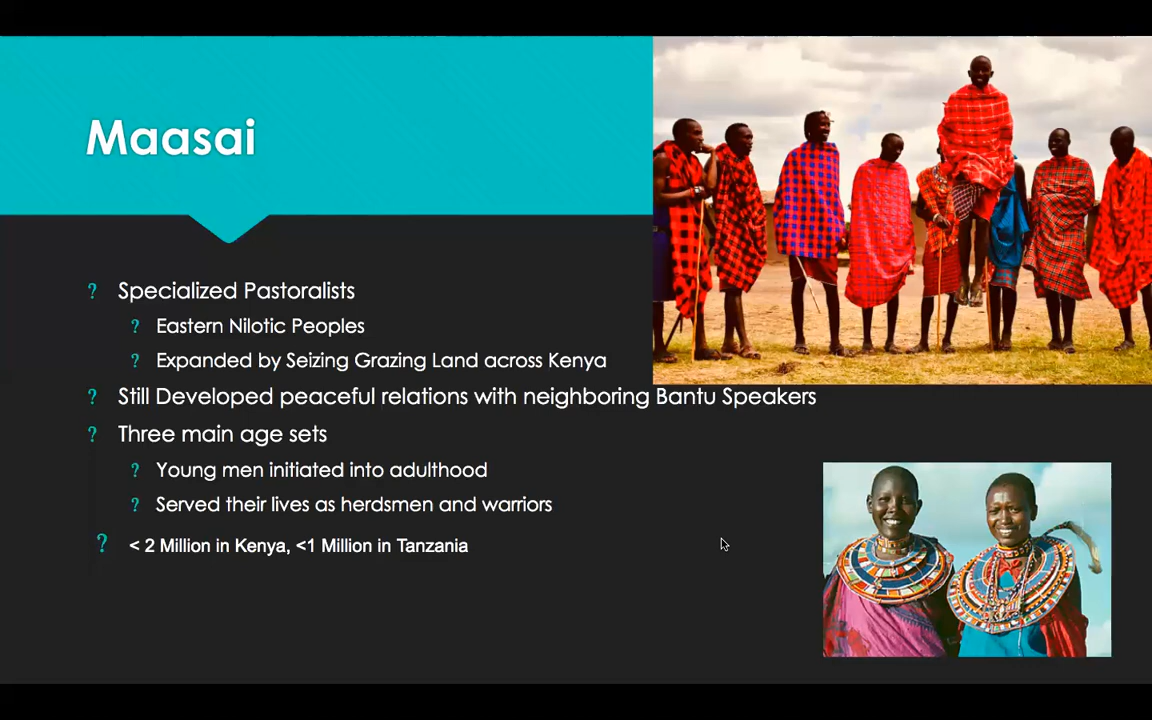 Maasai
? Specialized Pastoralists
? Eastern Nilotic Peoples
? Expanded by Seizing Grazing Land across Kenya
? Still Developed peaceful relations with neighboring Bantu Speakers
? Three main age sets
? Young men initiated into adulthood
? Served their lives as herdsmen and warriors
? < 2 Million in Kenya, <1 Million in Tanzania